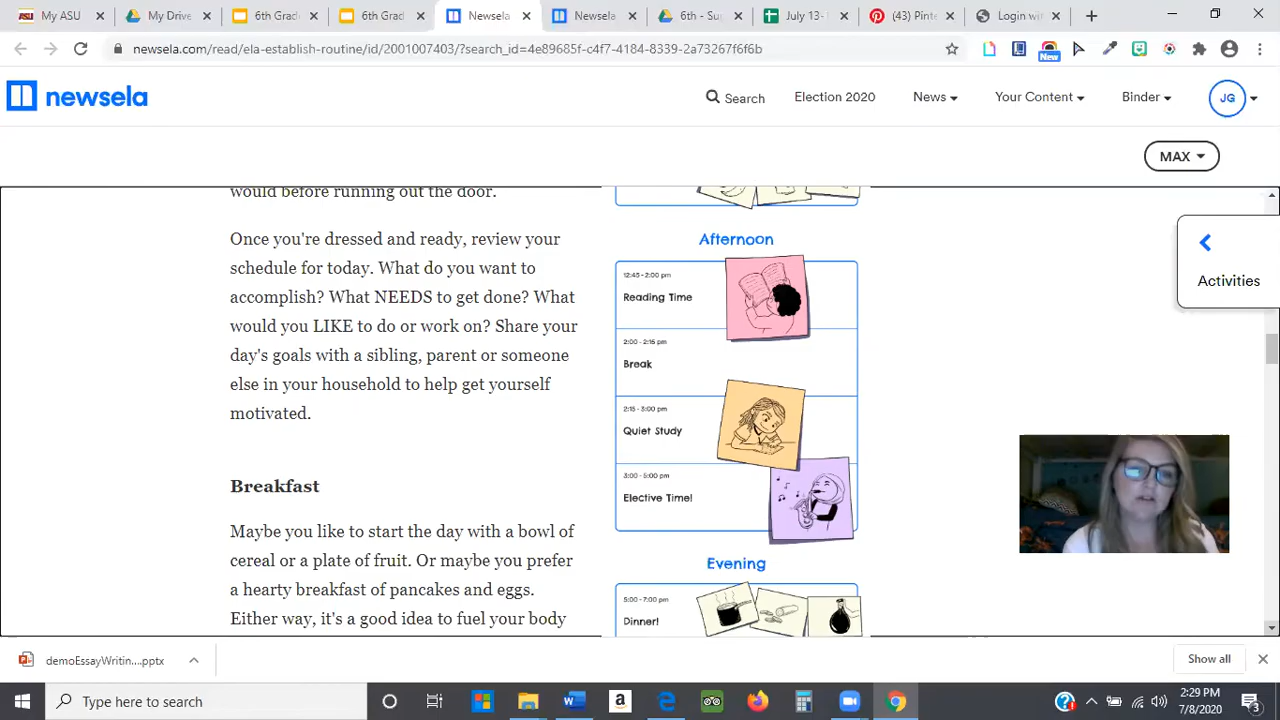 My A
My Drive
6th Grad
6th Grad
Newsela
Newsela
6th - S
July 13-
(43) Pint
Login wi
newsela.com/read/ela-establish-routine/id/2001007403/?search_id=4e89685f-c4f7-4184-8339-2a73267f6f6b
New
newsela
Search
Election 2020
News
Your Content
Binder
JG
MAX
would before running out the door.
Once you're dressed and ready, review your
schedule for today. What do you want to
accomplish? What NEEDS to get done? What
would you LIKE to do or work on? Share your
day's goals with a sibling, parent or someone
else in your household to help get yourself
motivated.
Breakfast
Maybe you like to start the day with a bowl of
cereal or a plate of fruit. Or maybe you prefer
a hearty breakfast of pancakes and eggs.
Either way, it's a good idea to fuel your body
Afternoon
12:45 - 2:00 pm
Reading Time
2:00 - 2:15 pm
Break
2:15 - 3:00 pm
Quiet Study
3:00 - 5:00 pm
Elective Time!
Evening
5:00 - 7:00 pm
Dinner!
Activities
demoEssayWritin....pptx
Show all
Type here to search
2:29 PM
7/8/2020
3